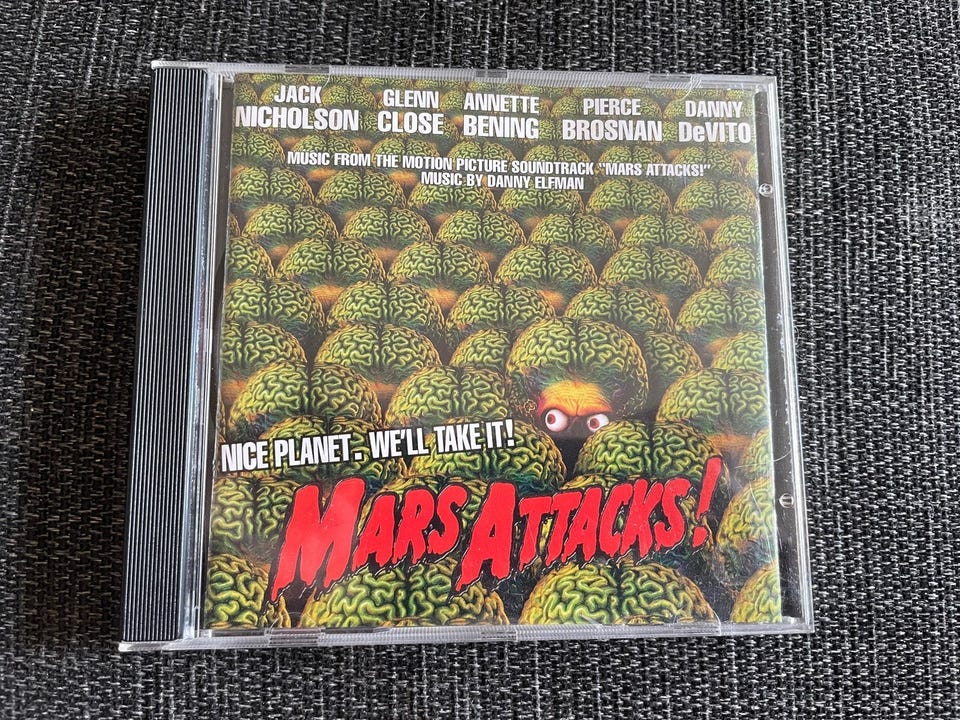 JACK NICHOLSON GLENN CLOSE ANNETTE BENING PIERCE BROSNAN DANNY DeVITO
MUSIC FROM THE MOTION PICTURE SOUNDTRACK "MARS ATTACKS!"
MUSIC BY DANNY ELFMAN
NICE PLANET. WE'LL TAKE IT!
MARS ATTACKS!